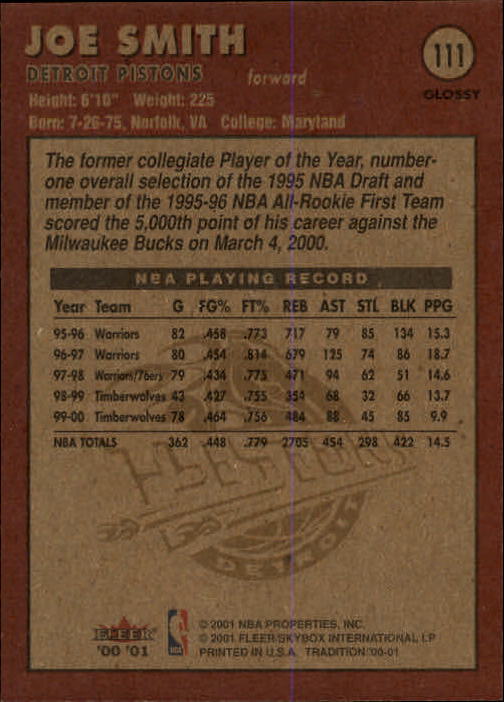 JOE SMITH
111
DETROIT PISTONS forward
GLOSSY
Height: 6'10" Weight: 225
Born: 7-26-75, Norfolk, VA College: Maryland
The former collegiate Player of the Year, number-
one overall selection of the 1995 NBA Draft and
member of the 1995-96 NBA All-Rookie First Team
scored the 5,000th point of his career against the
Milwaukee Bucks on March 4, 2000.
NBA PLAYING RECORD
Year Team G FG% FT% REB AST STL BLK PPG
95-96 Warriors 82 .458 .773 717 79 85 134 15.3
96-97 Warriors 80 .454 .814 679 125 74 86 18.7
97-98 Warriors/76ers 79 .434 .775 471 94 62 51 14.6
98-99 Timberwolves 43 .427 .755 354 68 32 66 13.7
99-00 Timberwolves 78 .464 .756 484 88 45 85 9.9
NBA TOTALS 362 .448 .779 2705 454 298 422 14.5
DETROIT
FLEER
'00 '01
NBA
© 2001 NBA PROPERTIES, INC.
© 2001 FLEER/SKYBOX INTERNATIONAL LP
PRINTED IN U.S.A. TRADITION '00-01